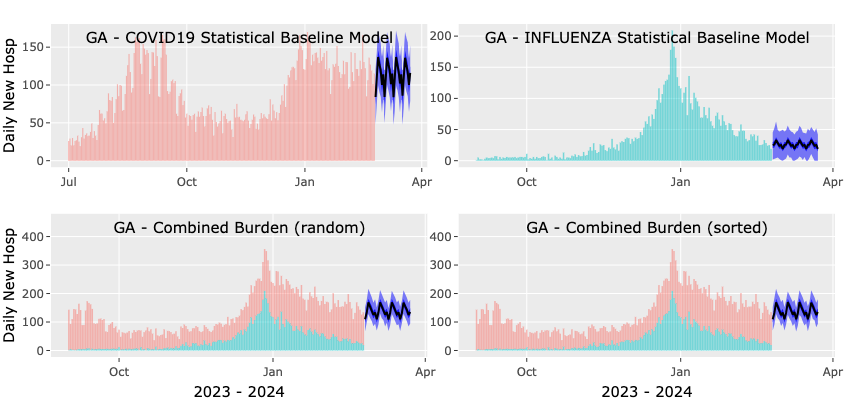 GA - COVID19 Statistical Baseline Model
Daily New Hosp
150
100
50
0
Jul
Oct
Jan
Apr
GA - INFLUENZA Statistical Baseline Model
200
150
100
50
0
Oct
Jan
Apr
GA - Combined Burden (random)
Daily New Hosp
400
300
200
100
0
Oct
Jan
Apr
2023 - 2024
GA - Combined Burden (sorted)
400
300
200
100
0
Oct
Jan
Apr
2023 - 2024